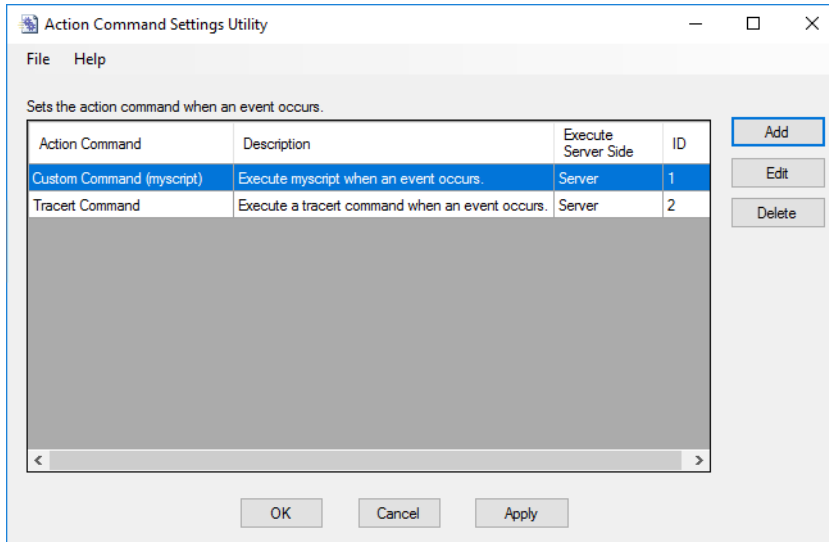 Action Command Settings Utility
File Help
Sets the action command when an event occurs.
Action Command Description Execute Server Side ID
Custom Command (myscript) Execute myscript when an event occurs. Server 1
Tracert Command Execute a tracert command when an event occurs. Server 2
Add
Edit
Delete
OK Cancel Apply